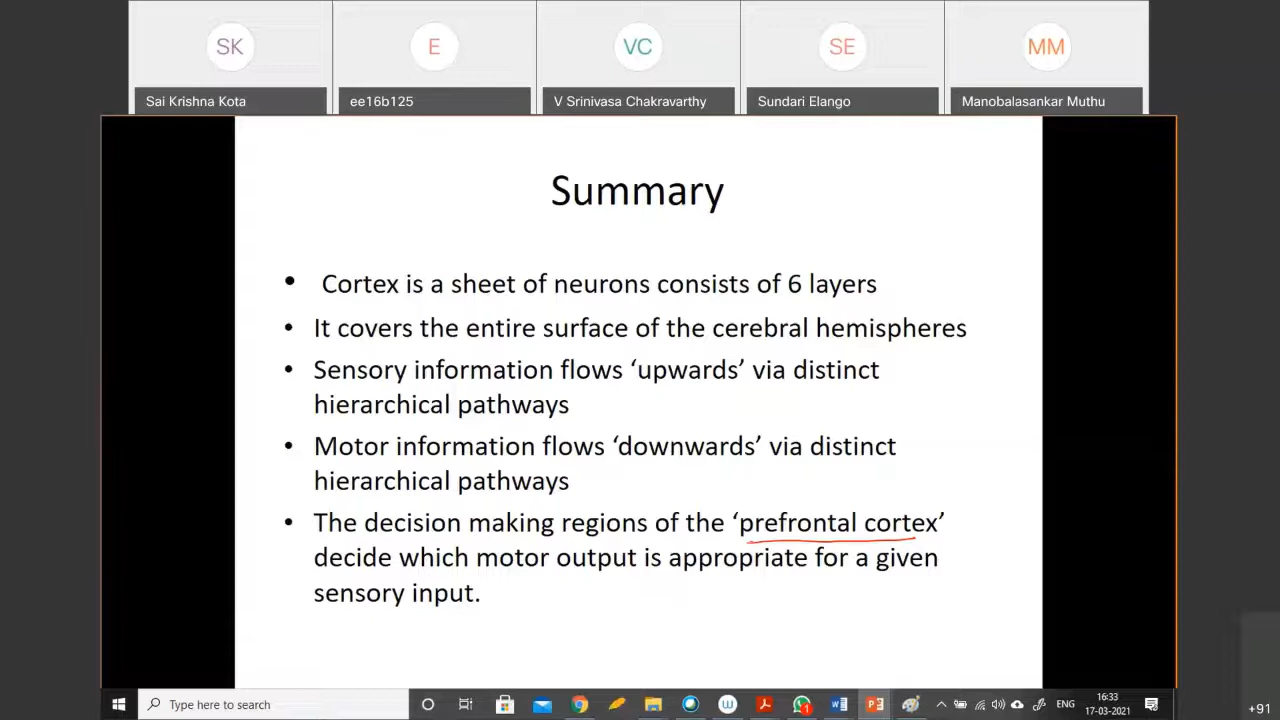 SK
E
VC
SE
MM
Sai Krishna Kota
ee16b125
V Srinivasa Chakravarthy
Sundari Elango
Manobalasankar Muthu
Summary
• Cortex is a sheet of neurons consists of 6 layers
• It covers the entire surface of the cerebral hemispheres
• Sensory information flows ‘upwards’ via distinct
hierarchical pathways
• Motor information flows ‘downwards’ via distinct
hierarchical pathways
• The decision making regions of the ‘prefrontal cortex’
decide which motor output is appropriate for a given
sensory input.
Type here to search
ENG
16:33
17-03-2021
+91